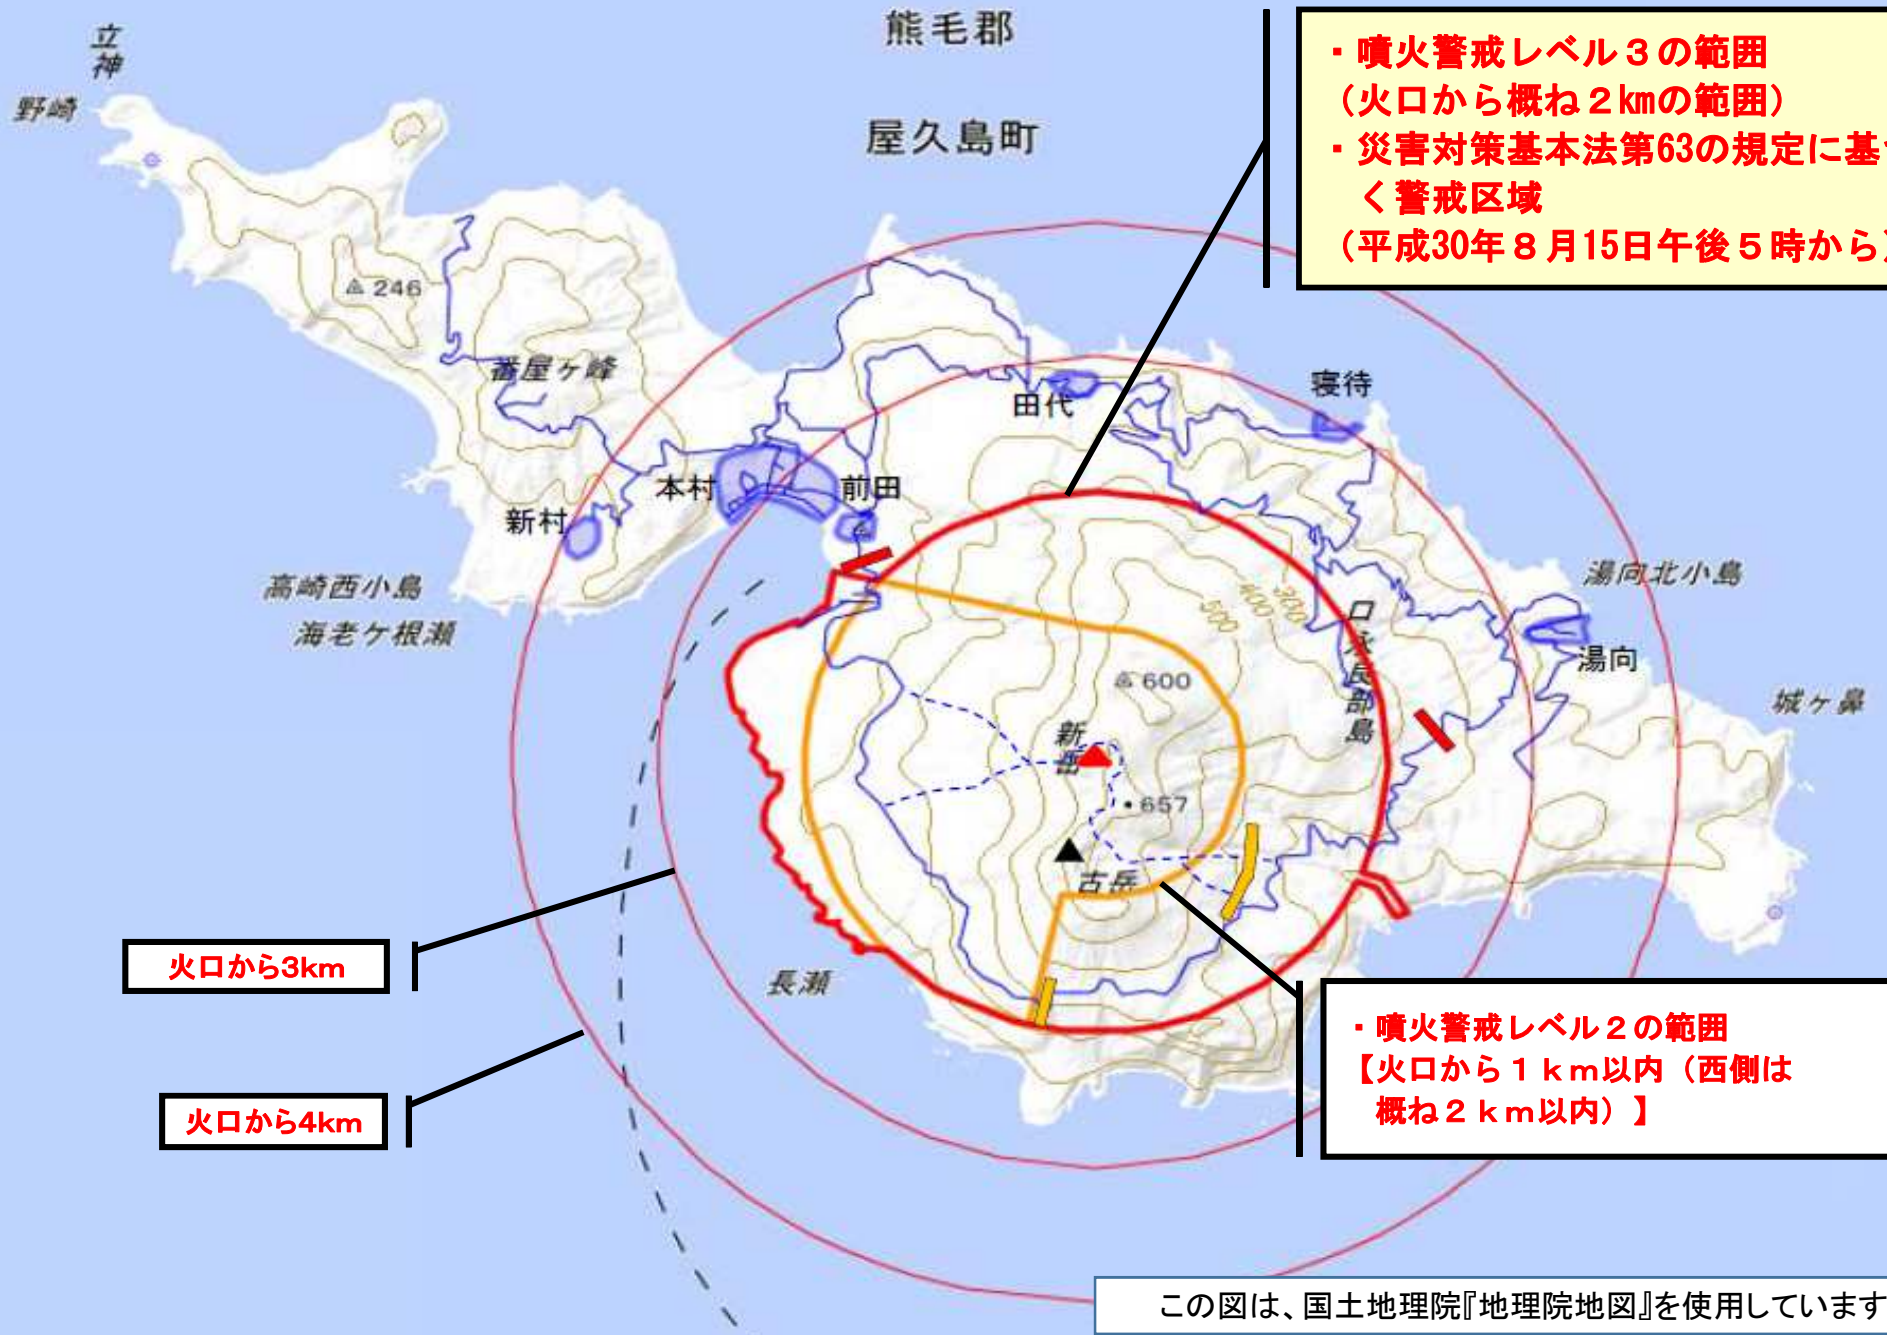 熊毛郡
屋久島町
立神
野崎
・噴火警戒レベル３の範囲
（火口から概ね２kmの範囲）
・災害対策基本法第63の規定に基づ
く警戒区域
（平成30年８月15日午後５時から）
246
番屋ヶ峰
田代
寝待
本村
前田
新村
高崎西小島
海老ケ根瀬
湯向北小島
湯向
城ヶ鼻
口永良部島
500
400
200
600
新岳
657
古岳
長瀬
火口から3km
火口から4km
・噴火警戒レベル２の範囲
【火口から１ｋｍ以内（西側は
概ね２ｋｍ以内）】
この図は、国土地理院『地理院地図』を使用しています